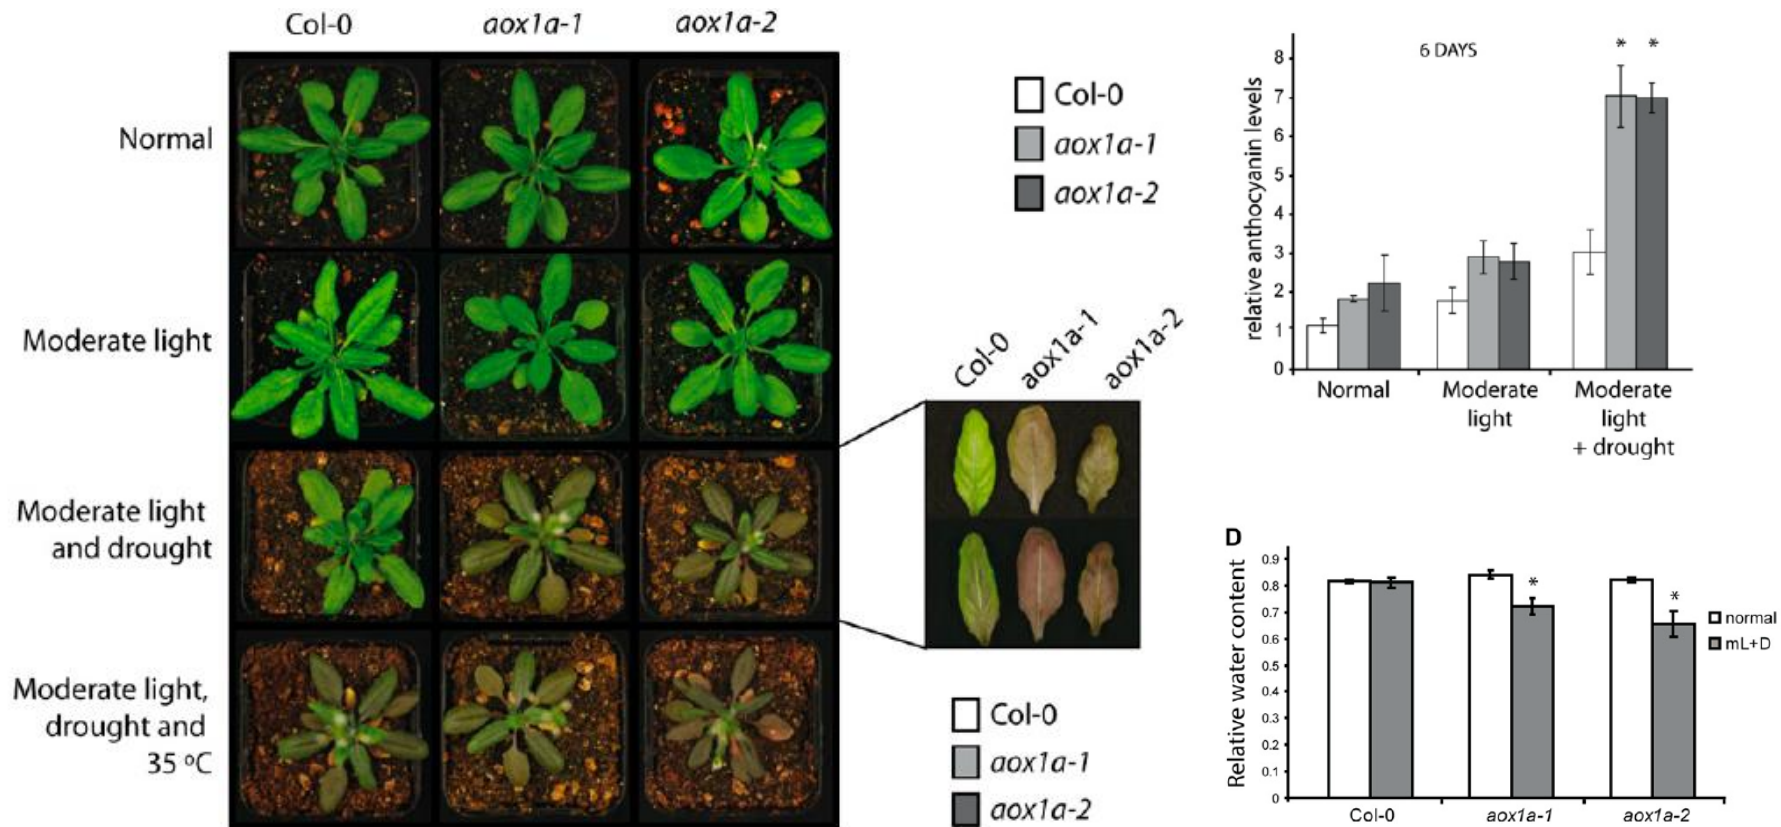 Col-0
aox1a-1
aox1a-2
Normal
Moderate light
Moderate light
and drought
Moderate light,
drought and
35 ºC
Col-0
aox1a-1
aox1a-2
Col-0
aox1a-1
aox1a-2
Col-0
aox1a-1
aox1a-2
6 DAYS
* *
relative anthocyanin levels
8
7
6
5
4
3
2
1
0
Normal
Moderate
light
Moderate
light
+ drought
D
Relative water content
0.9
0.8
0.7
0.6
0.5
0.4
0.3
0.2
0.1
0
*
*
normal
mL+D
Col-0
aox1a-1
aox1a-2